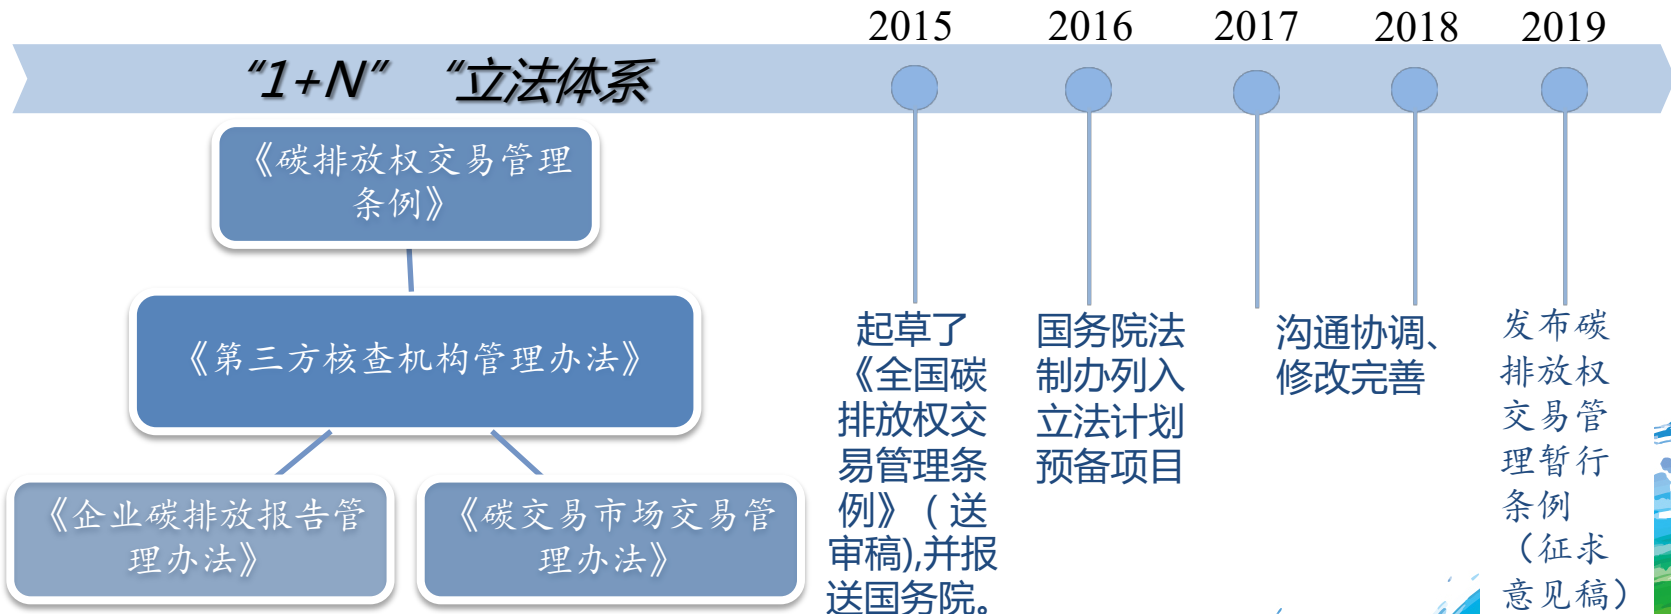 2015 2016 2017 2018 2019
“1+N” “立法体系
《碳排放权交易管理
条例》
《第三方核查机构管理办法》
《企业碳排放报告管
理办法》
《碳交易市场交易管
理办法》
起草了
《全国碳
排放权交
易管理条
例》（送
审稿),并报
送国务院。
国务院法
制办列入
立法计划
预备项目
沟通协调、
修改完善
发布碳
排放权
交易管
理暂行
条例
（征求
意见稿）